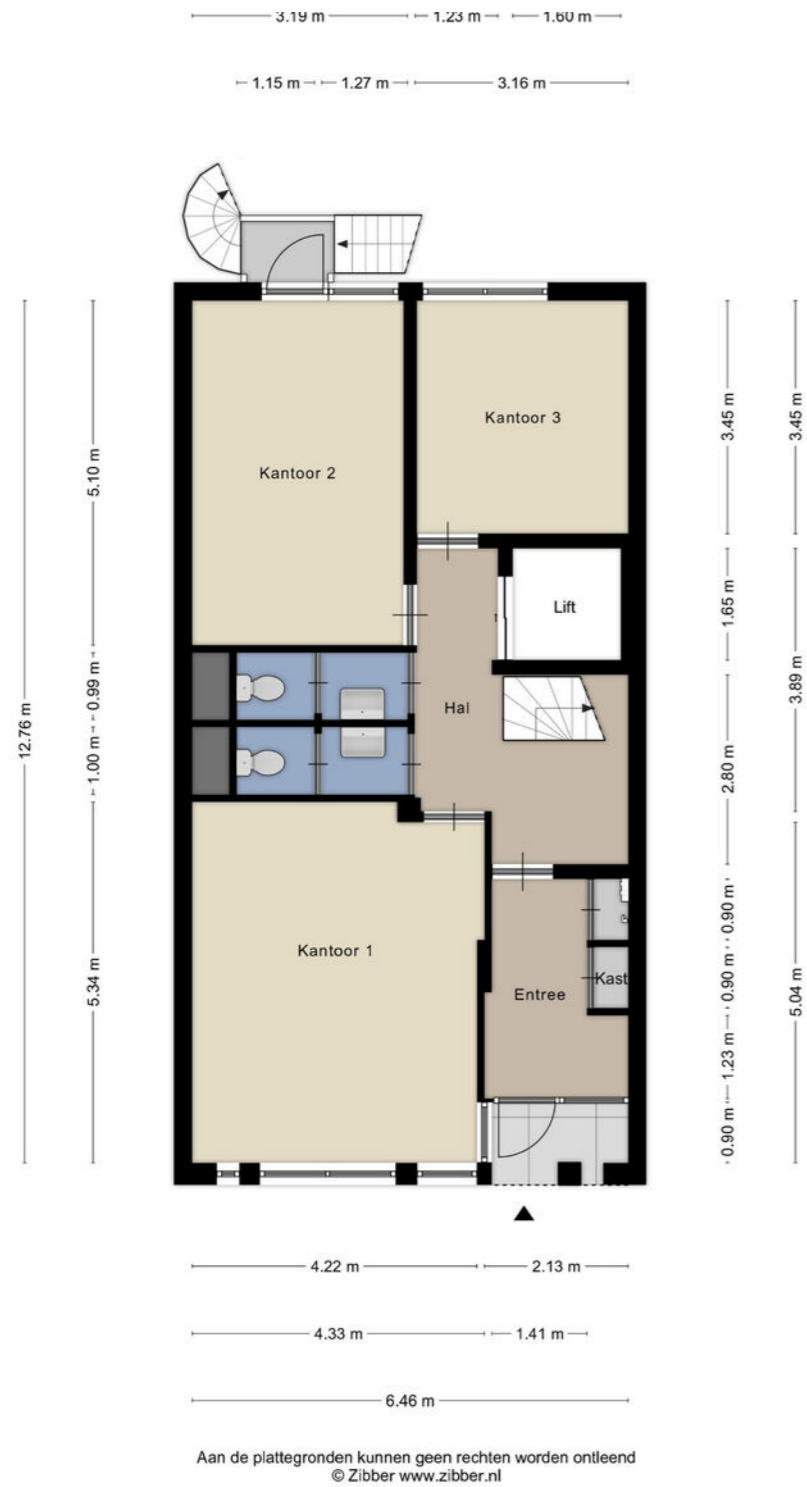 3.19 m 1.23 m 1.60 m
1.15 m 1.27 m 3.16 m
Kantoor 3
Kantoor 2
Lift
Hal
Kantoor 1
Entree
Kast
12.76 m
5.10 m
0.99 m
1.00 m
5.34 m
3.45 m
1.65 m
2.80 m
0.90 m
0.90 m
1.23 m
0.90 m
3.45 m
3.89 m
5.04 m
4.22 m 2.13 m
4.33 m 1.41 m
6.46 m
Aan de plattegronden kunnen geen rechten worden ontleend
© Zibber www.zibber.nl